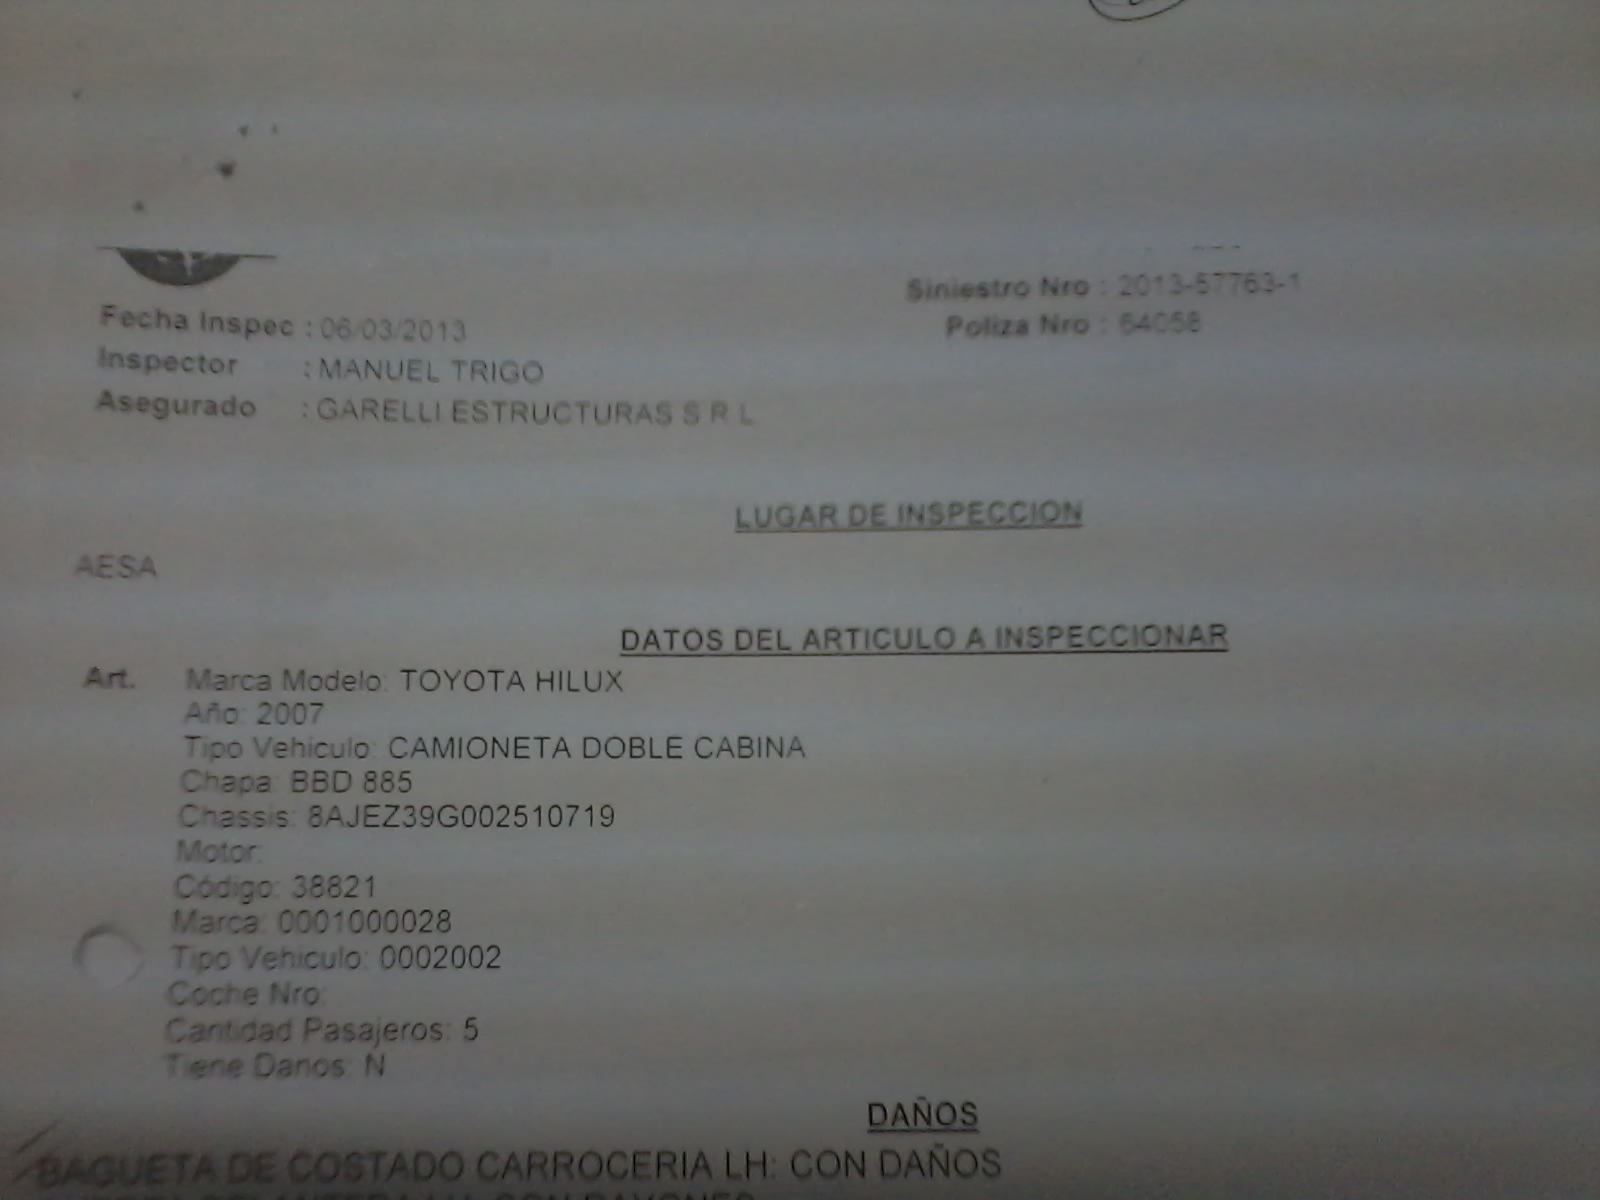 Siniestro Nro : 2013-57763-1
Poliza Nro : 64058
Fecha Inspec : 06/03/2013
Inspector : MANUEL TRIGO
Asegurado : GARELLI ESTRUCTURAS S R L
LUGAR DE INSPECCION
AESA
DATOS DEL ARTICULO A INSPECCIONAR
Art. Marca Modelo: TOYOTA HILUX
Año: 2007
Tipo Vehiculo: CAMIONETA DOBLE CABINA
Chapa: BBD 885
Chassis: 8AJEZ39G002510719
Motor:
Código: 38821
Marca: 0001000028
Tipo Vehiculo: 0002002
Coche Nro:
Cantidad Pasajeros: 5
Tiene Danos: N
DAÑOS
BAGUETA DE COSTADO CARROCERIA LH: CON DAÑOS